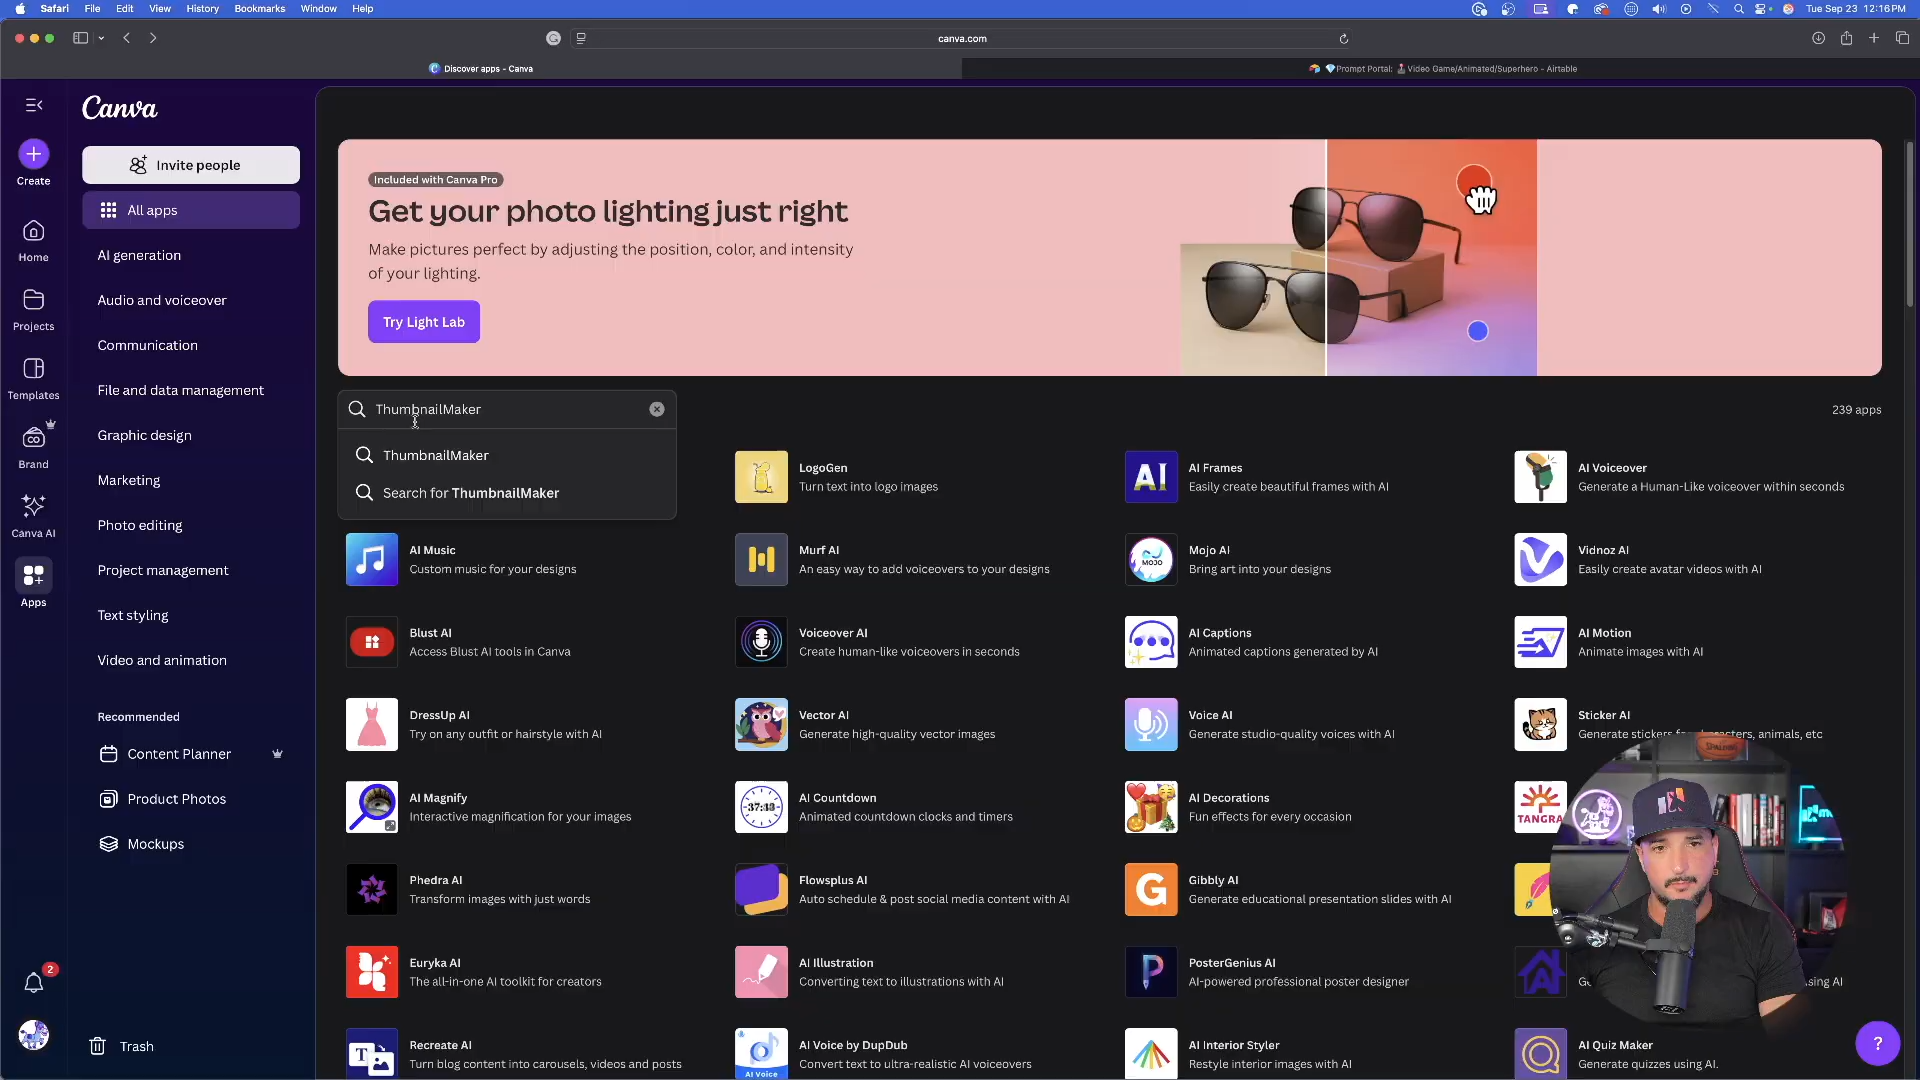 Safari File Edit View History Bookmarks Window Help
Tue Sep 23 12:16 PM
canva.com
Discover apps - Canva
Prompt Portal: Video Game/Animated/Superhero - Airtable
Canva
Invite people
All apps
AI generation
Audio and voiceover
Communication
File and data management
Graphic design
Marketing
Photo editing
Project management
Text styling
Video and animation
Recommended
Content Planner
Product Photos
Mockups
Trash
Create
Home
Projects
Templates
Brand
Canva AI
Apps
2
Included with Canva Pro
Get your photo lighting just right
Make pictures perfect by adjusting the position, color, and intensity
of your lighting.
Try Light Lab
ThumbnailMaker
239 apps
ThumbnailMaker
Search for ThumbnailMaker
LogoGen
Turn text into logo images
AI
AI Frames
Easily create beautiful frames with AI
AI Voiceover
Generate a Human-Like voiceover within seconds
AI Music
Custom music for your designs
Murf AI
An easy way to add voiceovers to your designs
MOJO
Mojo AI
Bring art into your designs
Vidnoz AI
Easily create avatar videos with AI
Blust AI
Access Blust AI tools in Canva
Voiceover AI
Create human-like voiceovers in seconds
AI Captions
Animated captions generated by AI
AI Motion
Animate images with AI
DressUp AI
Try on any outfit or hairstyle with AI
Vector AI
Generate high-quality vector images
Voice AI
Generate studio-quality voices with AI
Sticker AI
Generate stickers animals, etc
AI Magnify
Interactive magnification for your images
AI Countdown
Animated countdown clocks and timers
AI Decorations
Fun effects for every occasion
TANGRA
Phedra AI
Transform images with just words
Flowsplus AI
Auto schedule & post social media content with AI
G
Gibbly AI
Generate educational presentation slides with AI
Euryka AI
The all-in-one AI toolkit for creators
AI Illustration
Converting text to illustrations with AI
P
PosterGenius AI
AI-powered professional poster designer
using AI
T
Recreate AI
Turn blog content into carousels, videos and posts
AI Voice
AI Voice by DupDub
Convert text to ultra-realistic AI voiceovers
AI Interior Styler
Restyle interior images with AI
AI Quiz Maker
Generate quizzes using AI.
?